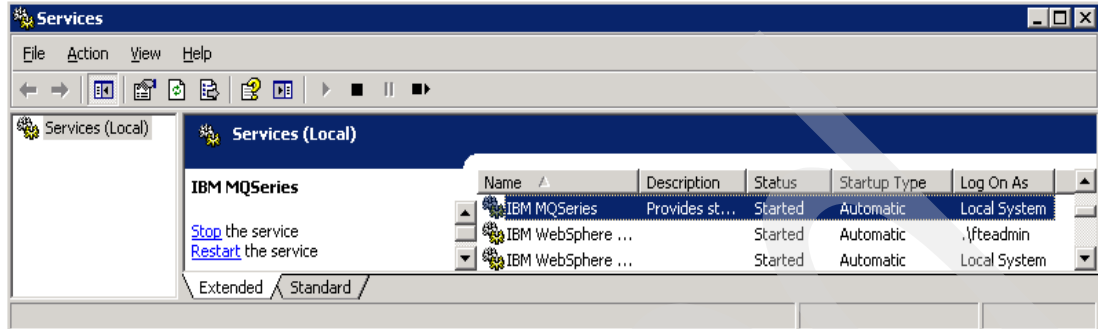 Services
File Action View Help
Services (Local)
Services (Local)
IBM MQSeries
Stop the service
Restart the service
Name Description Status Startup Type Log On As
IBM MQSeries Provides st... Started Automatic Local System
IBM WebSphere ... Started Automatic .\fteadmin
IBM WebSphere ... Started Automatic Local System
Extended Standard